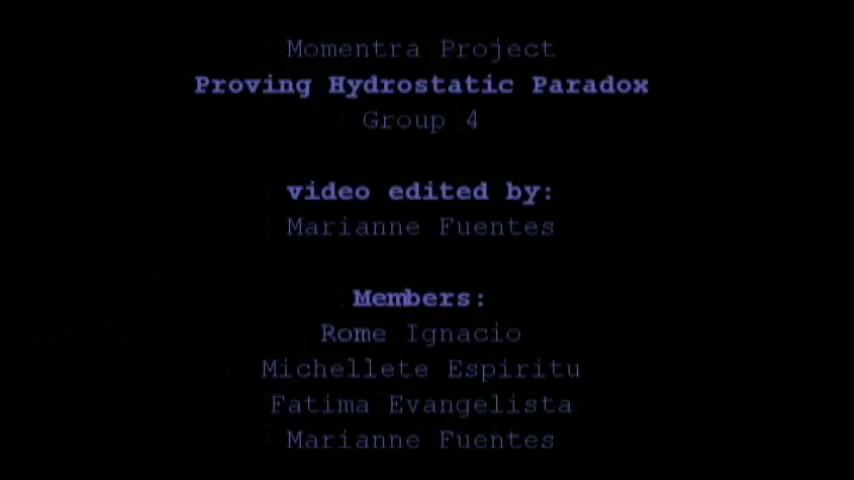 Momentra Project
Proving Hydrostatic Paradox
Group 4
video edited by:
Marianne Fuentes
Members:
Rome Ignacio
Michellete Espiritu
Fatima Evangelista
Marianne Fuentes